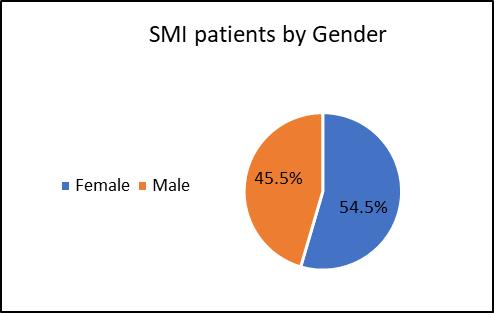 SMI patients by Gender
45.5%
Female Male
54.5%